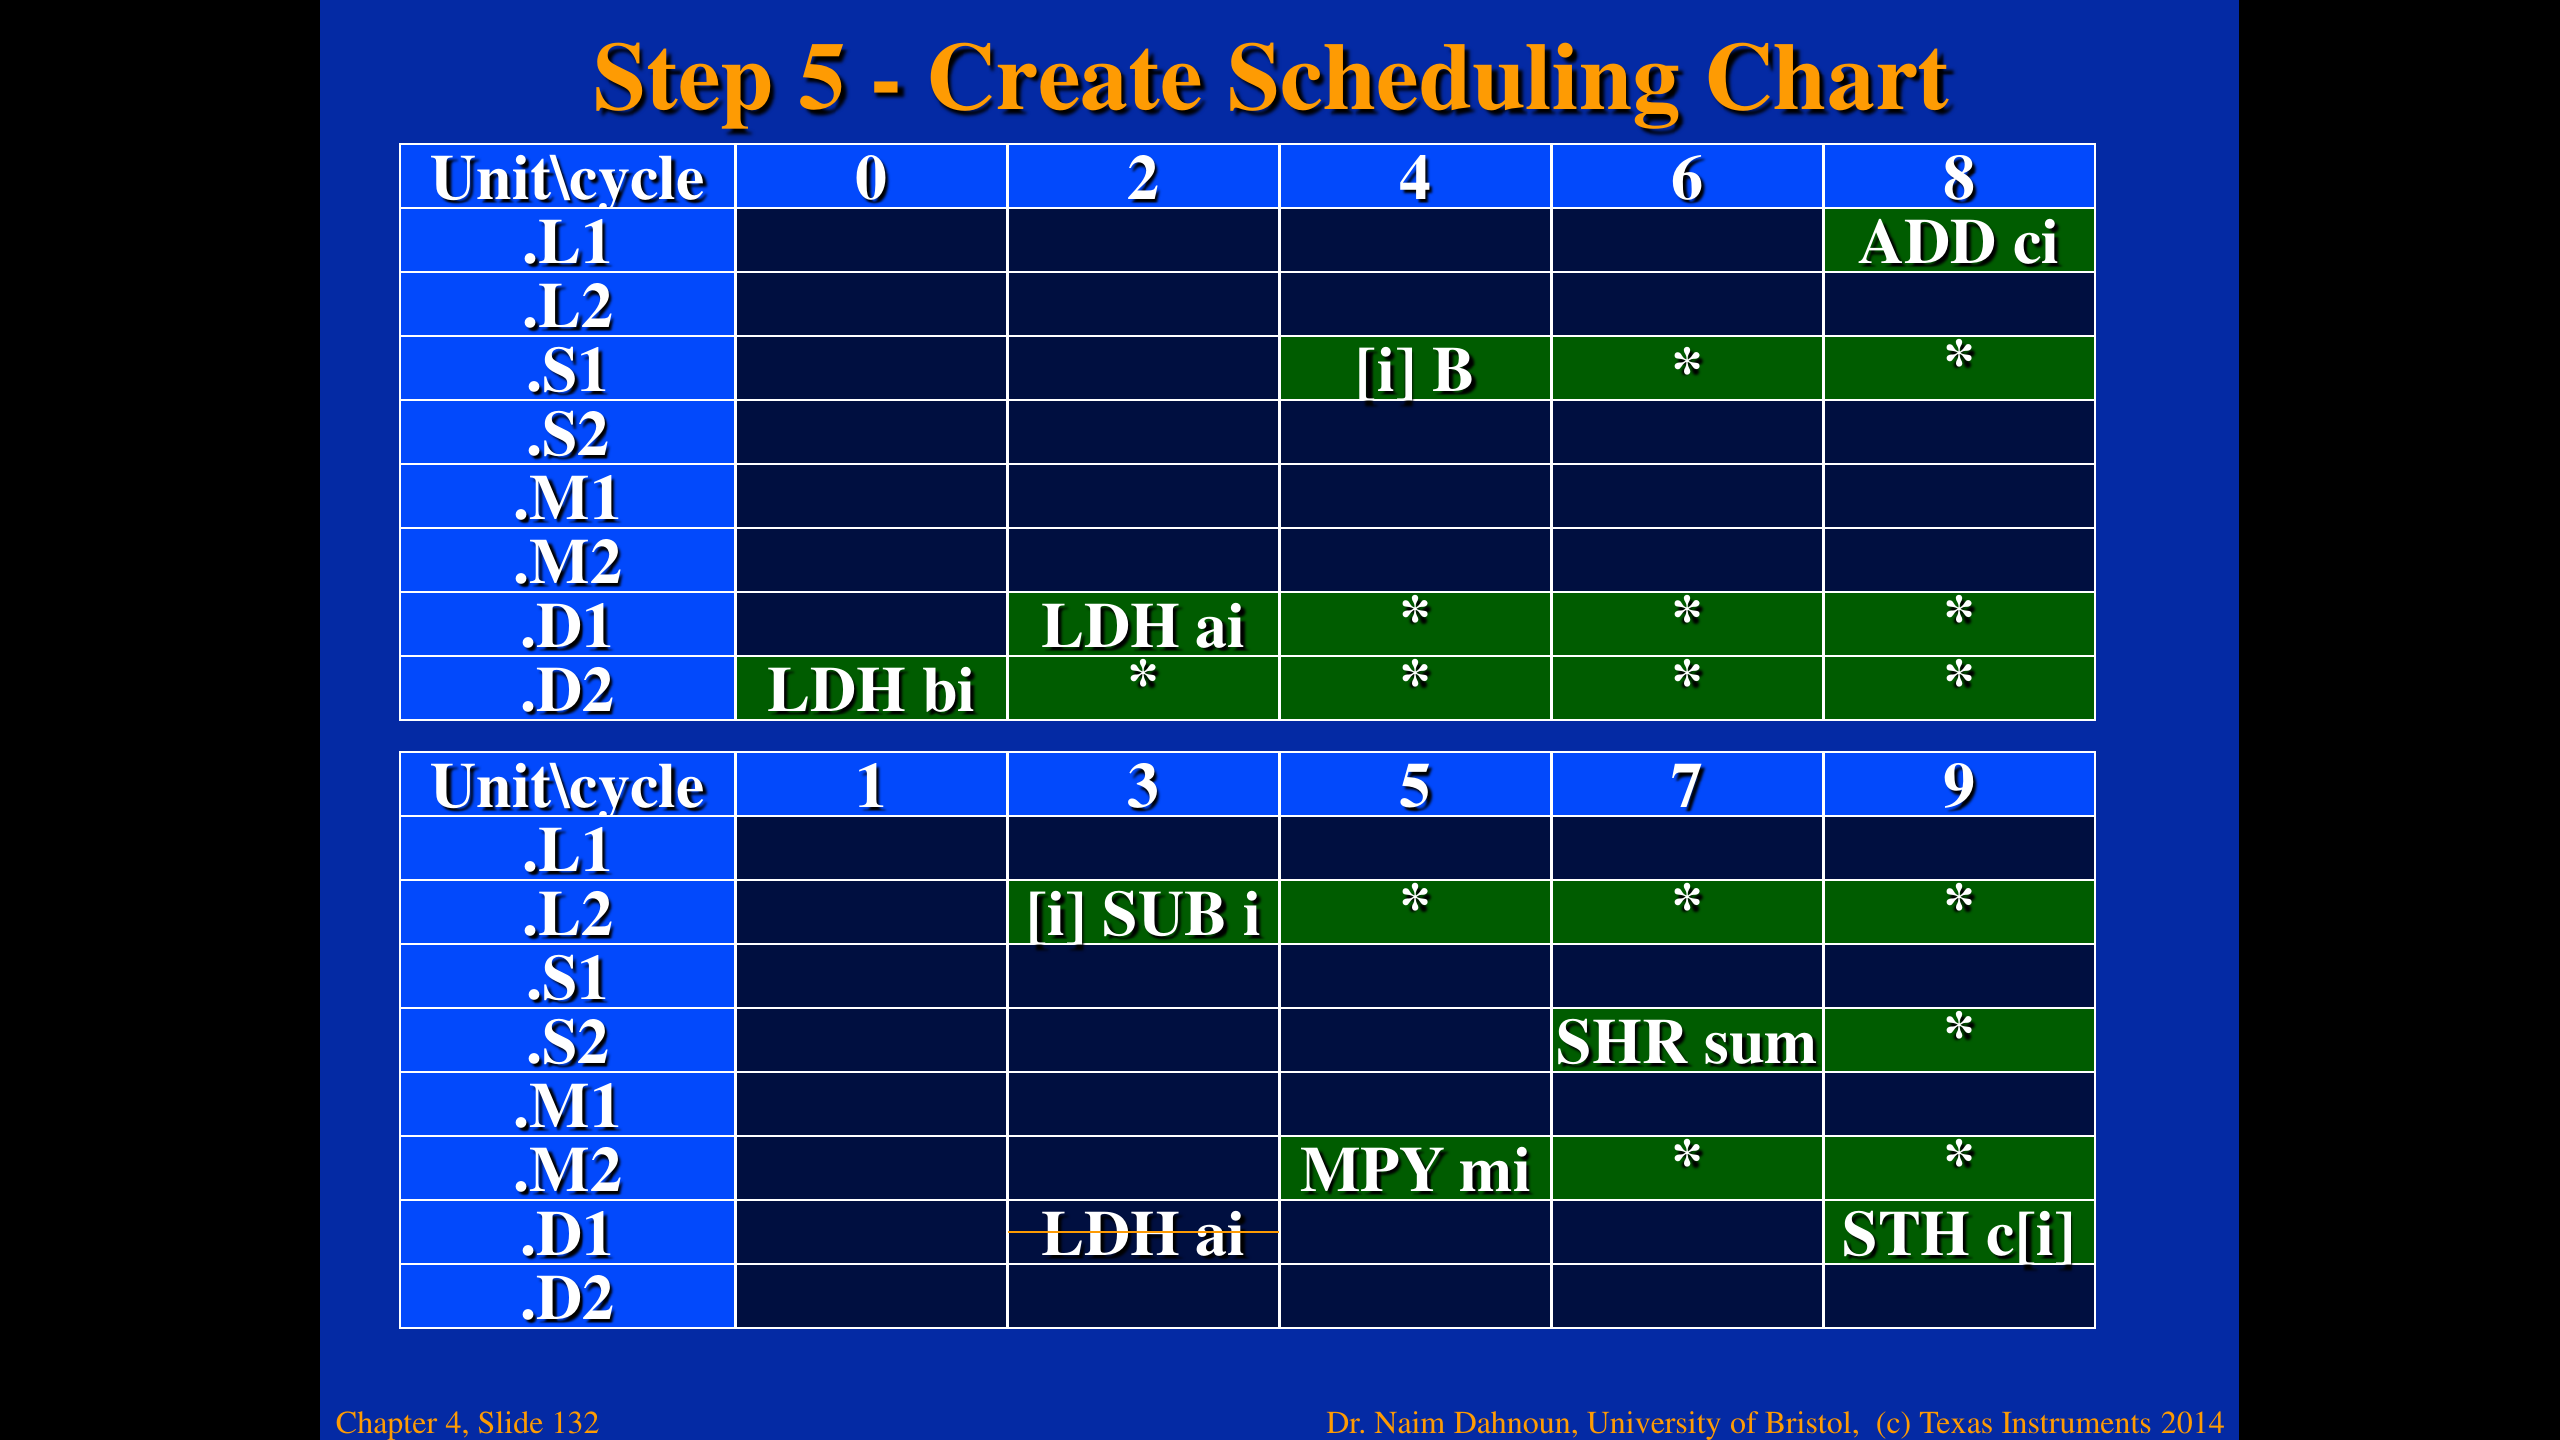 Step 5 - Create Scheduling Chart
Unit\cycle 0 2 4 6 8
.L1 ADD ci
.L2
.S1 [i] B * *
.S2
.M1
.M2
.D1 LDH ai * * *
.D2 LDH bi * * * *
Unit\cycle 1 3 5 7 9
.L1
.L2 [i] SUB i * * *
.S1
.S2 SHR sum *
.M1
.M2 MPY mi * *
.D1 LDH ai STH c[i]
.D2
Chapter 4, Slide 132
Dr. Naim Dahnoun, University of Bristol, (c) Texas Instruments 2014